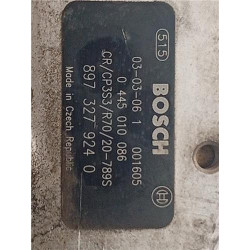 515
BOSCH
03-03-06 1 001605
0 445 010 086
CR/CP3S3/R70/20-789S
897 327 924 0
Made in Czech Republic